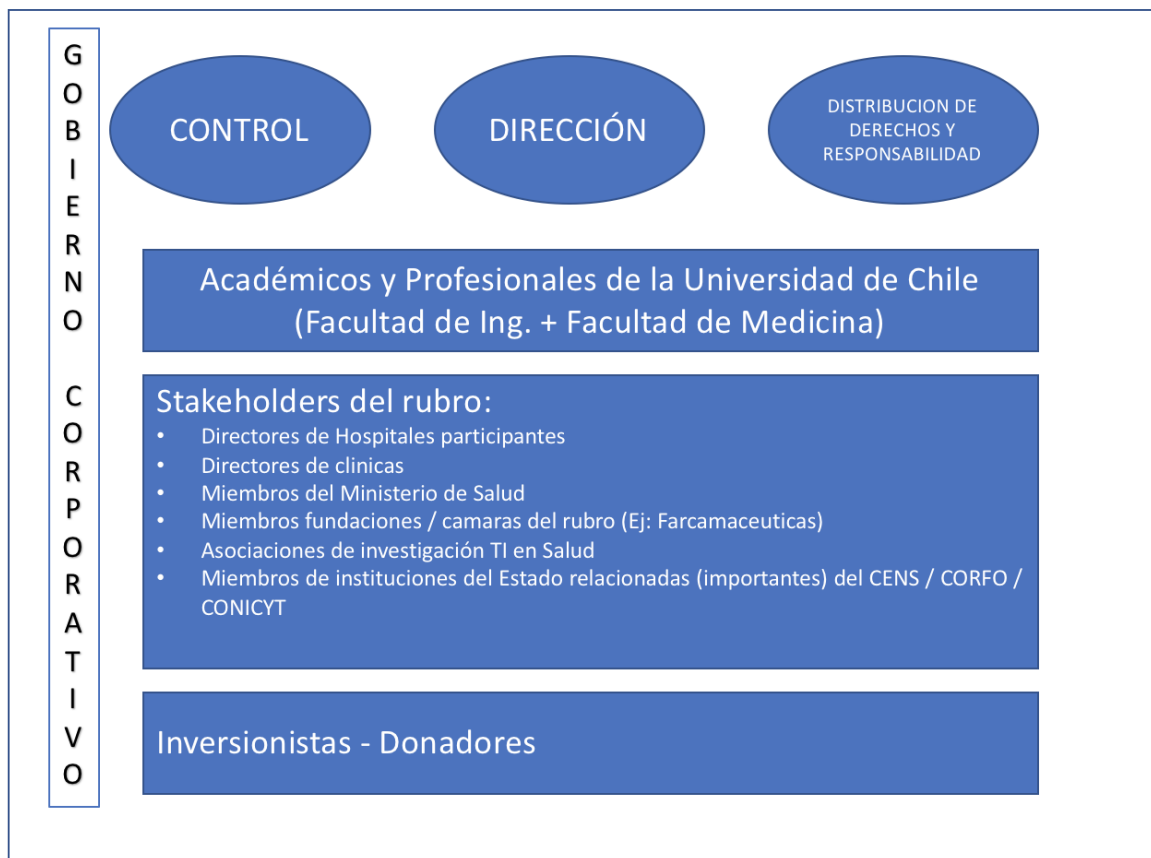 GOBIERNO CORPORATIVO
CONTROL
DIRECCIÓN
DISTRIBUCION DE
DERECHOS Y
RESPONSABILIDAD
Académicos y Profesionales de la Universidad de Chile
(Facultad de Ing. + Facultad de Medicina)
Stakeholders del rubro:
• Directores de Hospitales participantes
• Directores de clinicas
• Miembros del Ministerio de Salud
• Miembros fundaciones / camaras del rubro (Ej: Farcamaceuticas)
• Asociaciones de investigación TI en Salud
• Miembros de instituciones del Estado relacionadas (importantes) del CENS / CORFO /
CONICYT
Inversionistas - Donadores